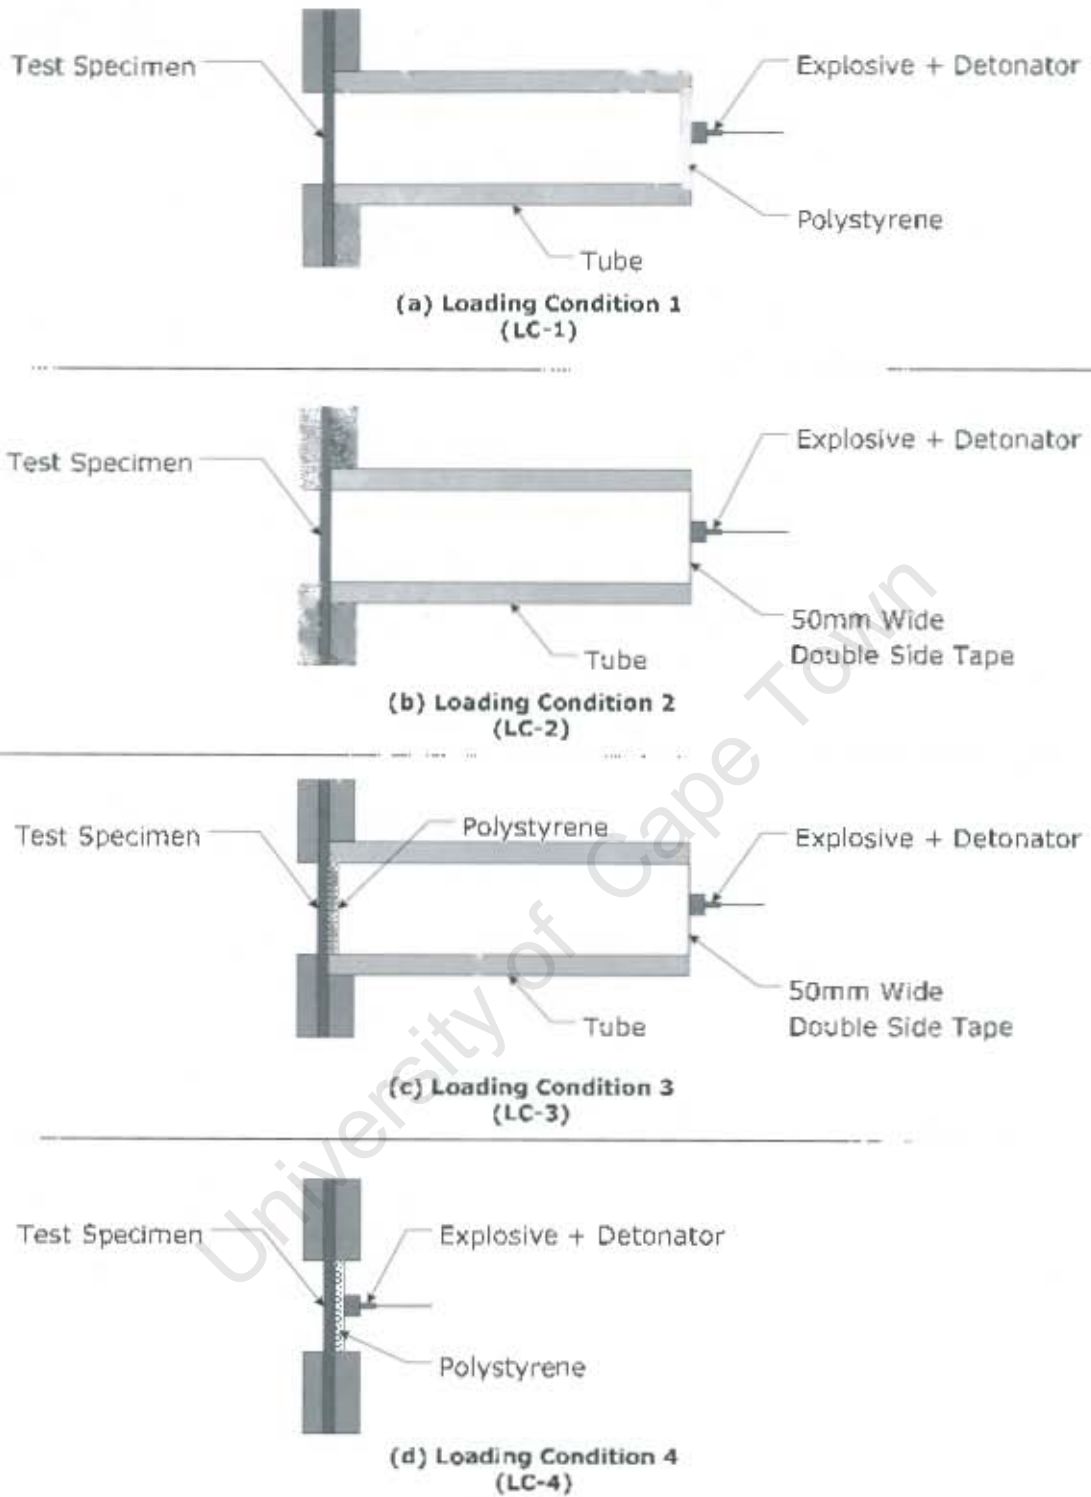 Test Specimen
Explosive + Detonator
Polystyrene
Tube
(a) Loading Condition 1
(LC-1)
Test Specimen
Explosive + Detonator
50mm Wide
Double Side Tape
Tube
(b) Loading Condition 2
(LC-2)
Test Specimen
Polystyrene
Explosive + Detonator
50mm Wide
Double Side Tape
Tube
(c) Loading Condition 3
(LC-3)
Test Specimen
Explosive + Detonator
Polystyrene
(d) Loading Condition 4
(LC-4)
University of Cape Town